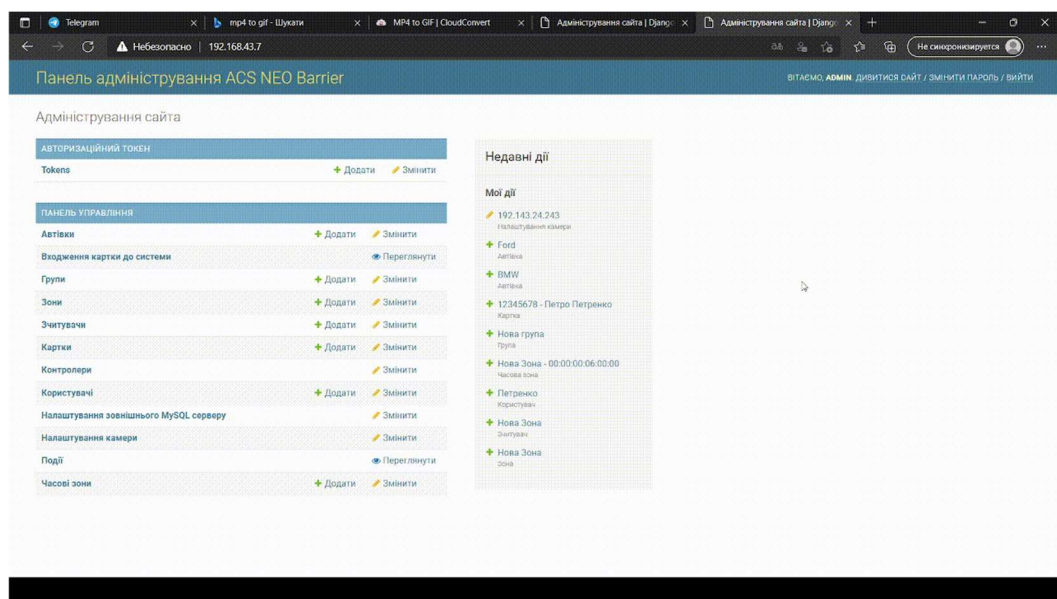 Telegram
mp4 to gif - Шукати
MP4 to GIF | CloudConvert
Адміністрування сайта | Django
Адміністрування сайта | Django
Небезопасно | 192.168.43.7
Не синхронизируется
Панель адміністрування ACS NEO Barrier
ВІТАЄМО, ADMIN. ДИВИТИСЯ САЙТ / ЗМІНИТИ ПАРОЛЬ / ВИЙТИ
Адміністрування сайта
АВТОРИЗАЦІЙНИЙ ТОКЕН
Tokens Додати Змінити
ПАНЕЛЬ УПРАВЛІННЯ
Автівки Додати Змінити
Входження картки до системи Переглянути
Групи Додати Змінити
Зони Додати Змінити
Зчитувачи Додати Змінити
Картки Додати Змінити
Контролери Змінити
Користувачі Додати Змінити
Налаштування зовнішнього MySQL серверу Змінити
Налаштування камери Змінити
Події Переглянути
Часові зони Додати Змінити
Недавні дії
Мої дії
192.143.24.243
Налаштування камери
Ford
Автівка
BMW
Автівка
12345678 - Петро Петренко
Картка
Нова група
Група
Нова Зона - 00:00:00:06:00:00
Часова зона
Петренко
Користувач
Нова Зона
Зчитувач
Нова Зона
Зона